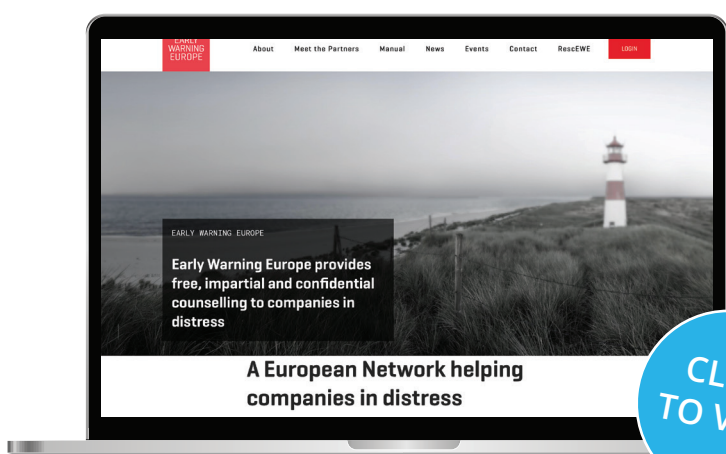 EARLY
WARNING
EUROPE
About Meet the Partners Manual News Events Contact RescEWE LOGIN
EARLY WARNING EUROPE
Early Warning Europe provides
free, impartial and confidential
counselling to companies in
distress
A European Network helping
companies in distress
TO